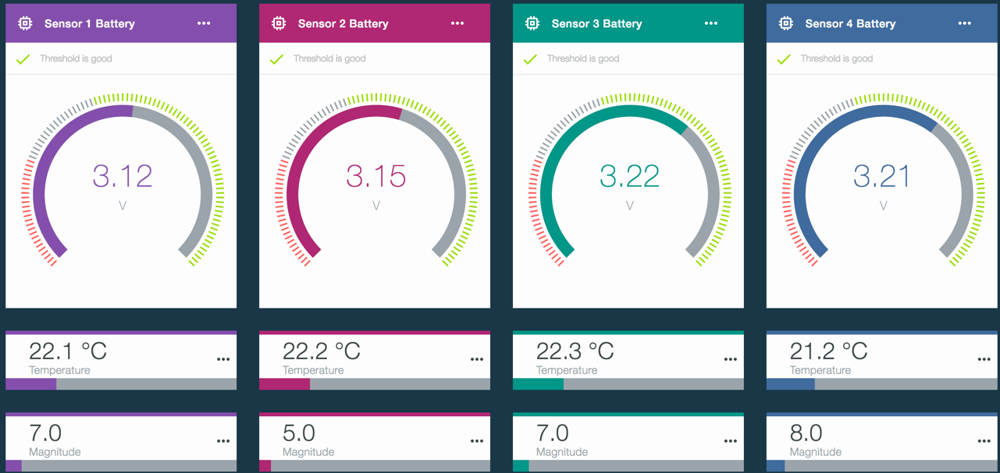 Sensor 1 Battery
Threshold is good
3.12
V
22.1 °C
Temperature
7.0
Magnitude
Sensor 2 Battery
Threshold is good
3.15
V
22.2 °C
Temperature
5.0
Magnitude
Sensor 3 Battery
Threshold is good
3.22
V
22.3 °C
Temperature
7.0
Magnitude
Sensor 4 Battery
Threshold is good
3.21
V
21.2 °C
Temperature
8.0
Magnitude